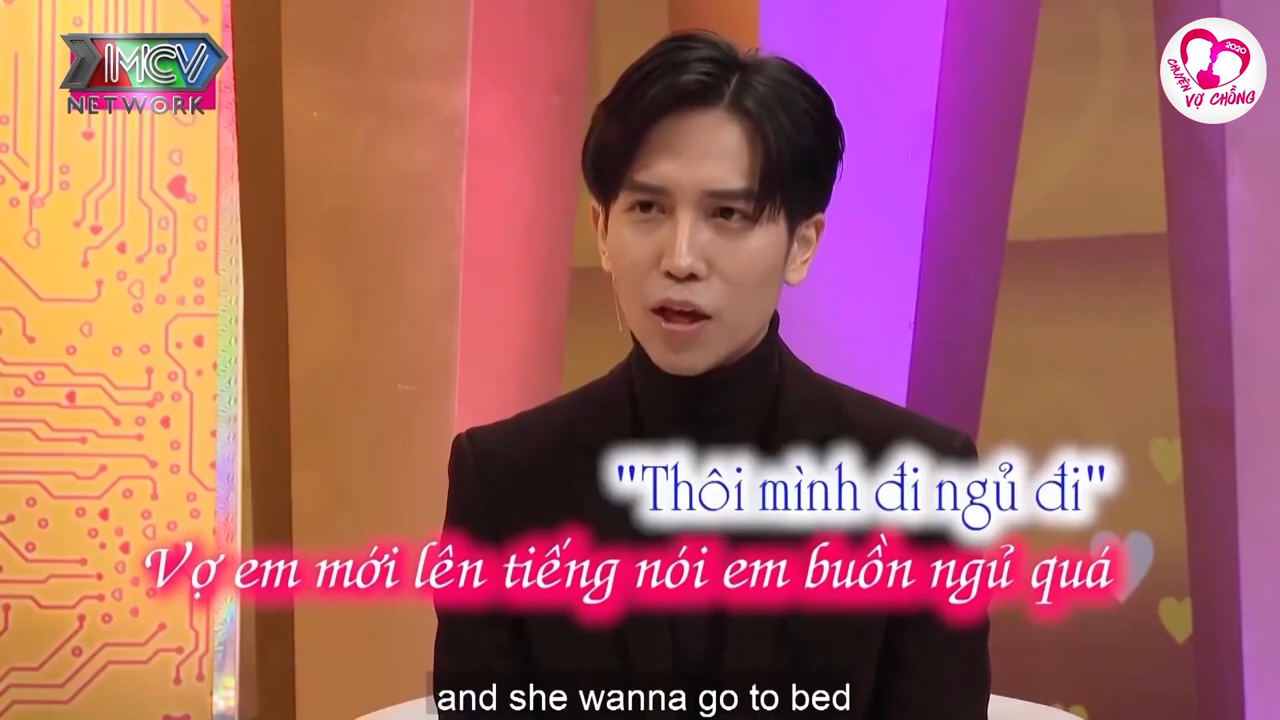 MCV
NETWORK
2020
CHUYỆN
VỢ CHỒNG
"Thôi mình đi ngủ đi"
Vợ em mới lên tiếng nói em buồn ngủ quá
and she wanna go to bed